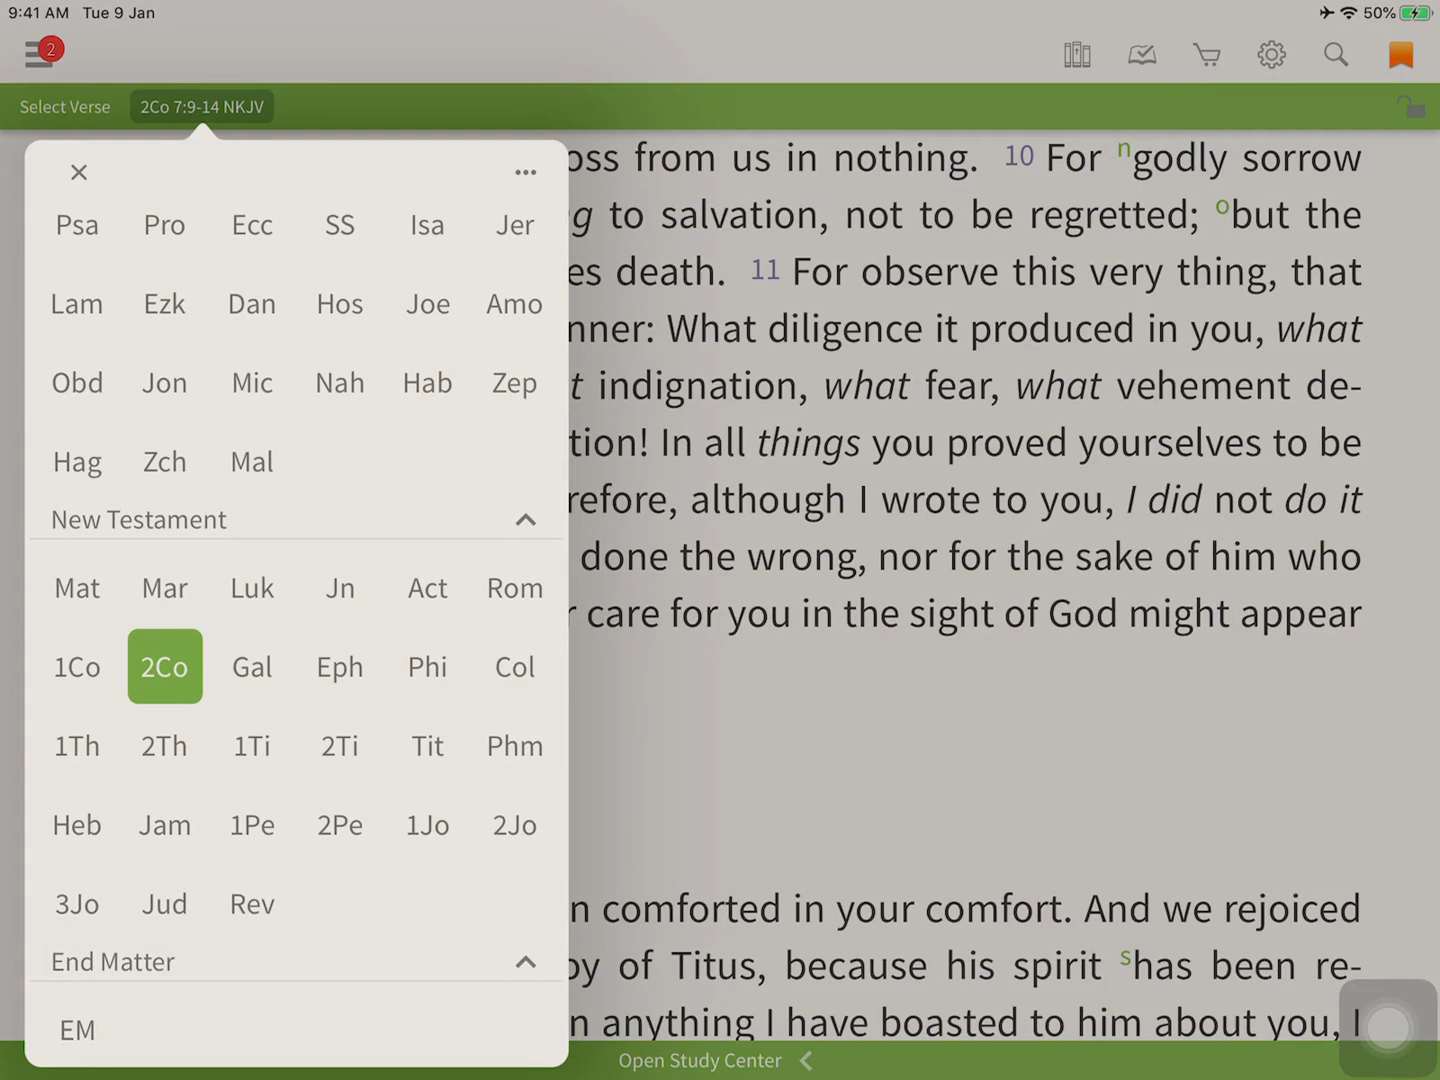 9:41 AM Tue 9 Jan
50%
2
Select Verse 2Co 7:9-14 NKJV
Psa Pro Ecc SS Isa Jer
Lam Ezk Dan Hos Joe Amo
Obd Jon Mic Nah Hab Zep
Hag Zch Mal
New Testament
Mat Mar Luk Jn Act Rom
1Co 2Co Gal Eph Phi Col
1Th 2Th 1Ti 2Ti Tit Phm
Heb Jam 1Pe 2Pe 1Jo 2Jo
3Jo Jud Rev
End Matter
EM
oss from us in nothing. 10 For n godly sorrow
g to salvation, not to be regretted; o but the
es death. 11 For observe this very thing, that
nner: What diligence it produced in you, what
t indignation, what fear, what vehement de-
tion! In all things you proved yourselves to be
refore, although I wrote to you, I did not do it
done the wrong, nor for the sake of him who
r care for you in the sight of God might appear
n comforted in your comfort. And we rejoiced
oy of Titus, because his spirit s has been re-
n anything I have boasted to him about you, I
Open Study Center